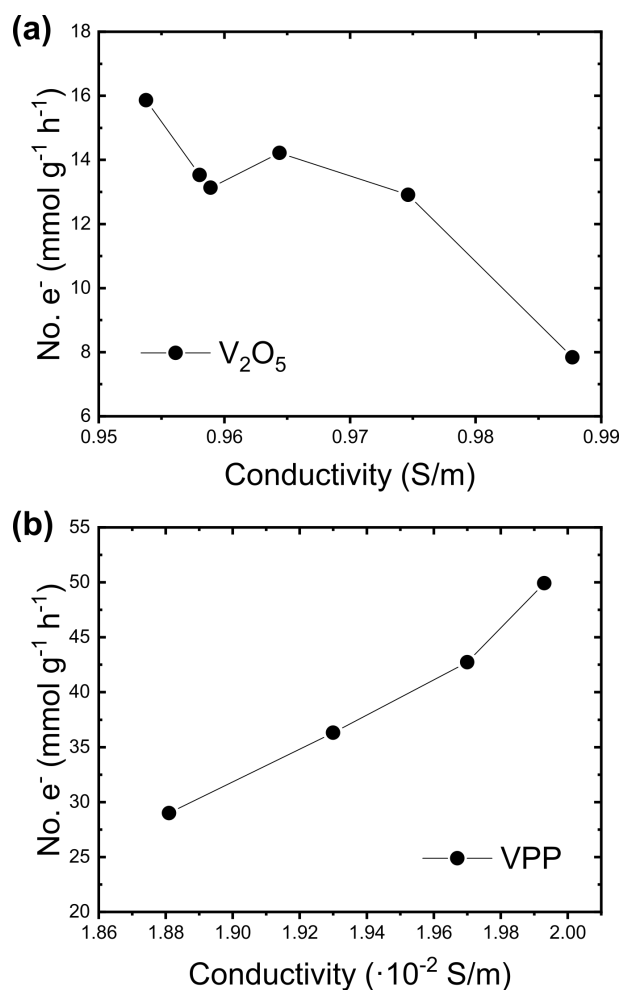 (a)
18
16
14
12
10
8
6
No. e⁻ (mmol g⁻¹ h⁻¹)
V₂O₅
0.95 0.96 0.97 0.98 0.99
Conductivity (S/m)
(b)
55
50
45
40
35
30
25
20
No. e⁻ (mmol g⁻¹ h⁻¹)
VPP
1.86 1.88 1.90 1.92 1.94 1.96 1.98 2.00
Conductivity (·10⁻² S/m)